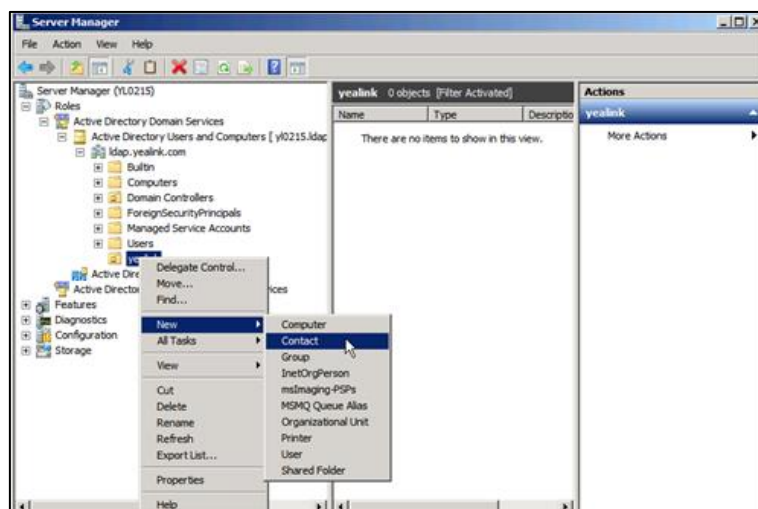 Server Manager
File Action View Help
Server Manager (YL0215)
Roles
Active Directory Domain Services
Active Directory Users and Computers [ yl0215.ldap
ldap.yealink.com
Builtin
Computers
Domain Controllers
ForeignSecurityPrincipals
Managed Service Accounts
Users
Active Dire
Active Director
ices
Features
Diagnostics
Configuration
Storage
Delegate Control...
Move...
Find...
New
All Tasks
View
Cut
Delete
Rename
Refresh
Export List...
Properties
Help
Computer
Contact
Group
InetOrgPerson
msImaging-PSPs
MSMQ Queue Alias
Organizational Unit
Printer
User
Shared Folder
yealink 0 objects [Filter Activated]
Name Type Descriptio
There are no items to show in this view.
Actions
yealink
More Actions